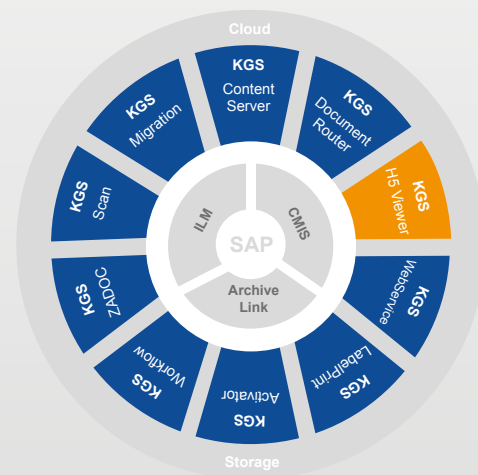 Cloud
KGS
Content
Server
KGS
Document
Router
KGS
H5 Viewer
KGS
WebService
KGS
LabelPrint
KGS
Activator
KGS
Workflow
KGS
ZADOC
KGS
Scan
KGS
Migration
ILM
CMIS
SAP
Archive
Link
Storage